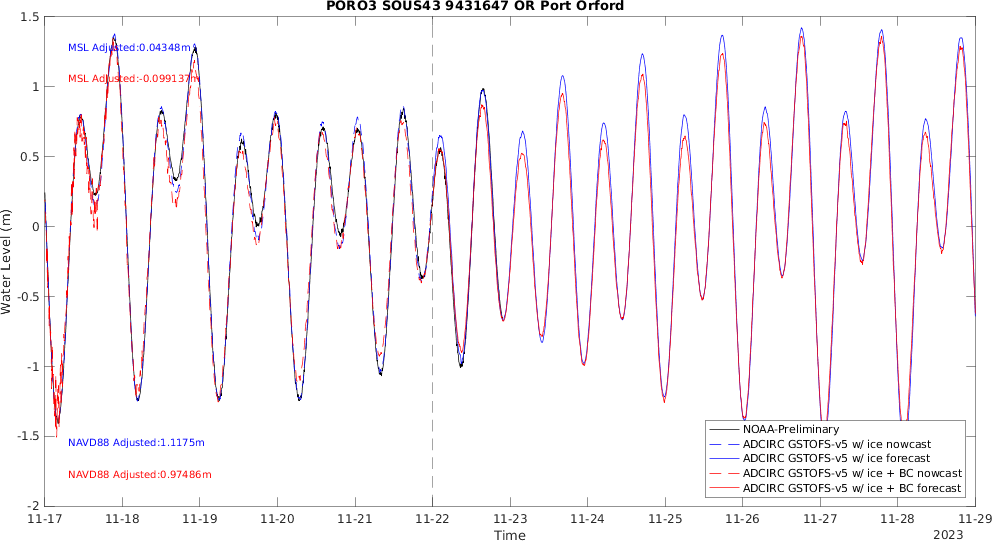 PORO3 SOUS43 9431647 OR Port Orford
MSL Adjusted:0.04348m
MSL Adjusted:-0.099137m
NAVD88 Adjusted:1.1175m
NAVD88 Adjusted:0.97486m
Water Level (m)
1.5
1
0.5
0
-0.5
-1
-1.5
-2
NOAA-Preliminary
ADCIRC GSTOFS-v5 w/ ice nowcast
ADCIRC GSTOFS-v5 w/ ice forecast
ADCIRC GSTOFS-v5 w/ ice + BC nowcast
ADCIRC GSTOFS-v5 w/ ice + BC forecast
11-17 11-18 11-19 11-20 11-21 11-22 11-23 11-24 11-25 11-26 11-27 11-28 11-29
Time
2023